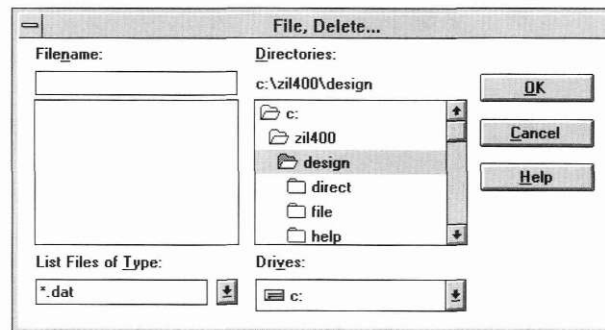 File, Delete...
Filename:
Directories:
c:\zil400\design
OK
c:
zil400
Cancel
design
direct
Help
file
help
List Files of Type:
Drives:
*.dat
c: